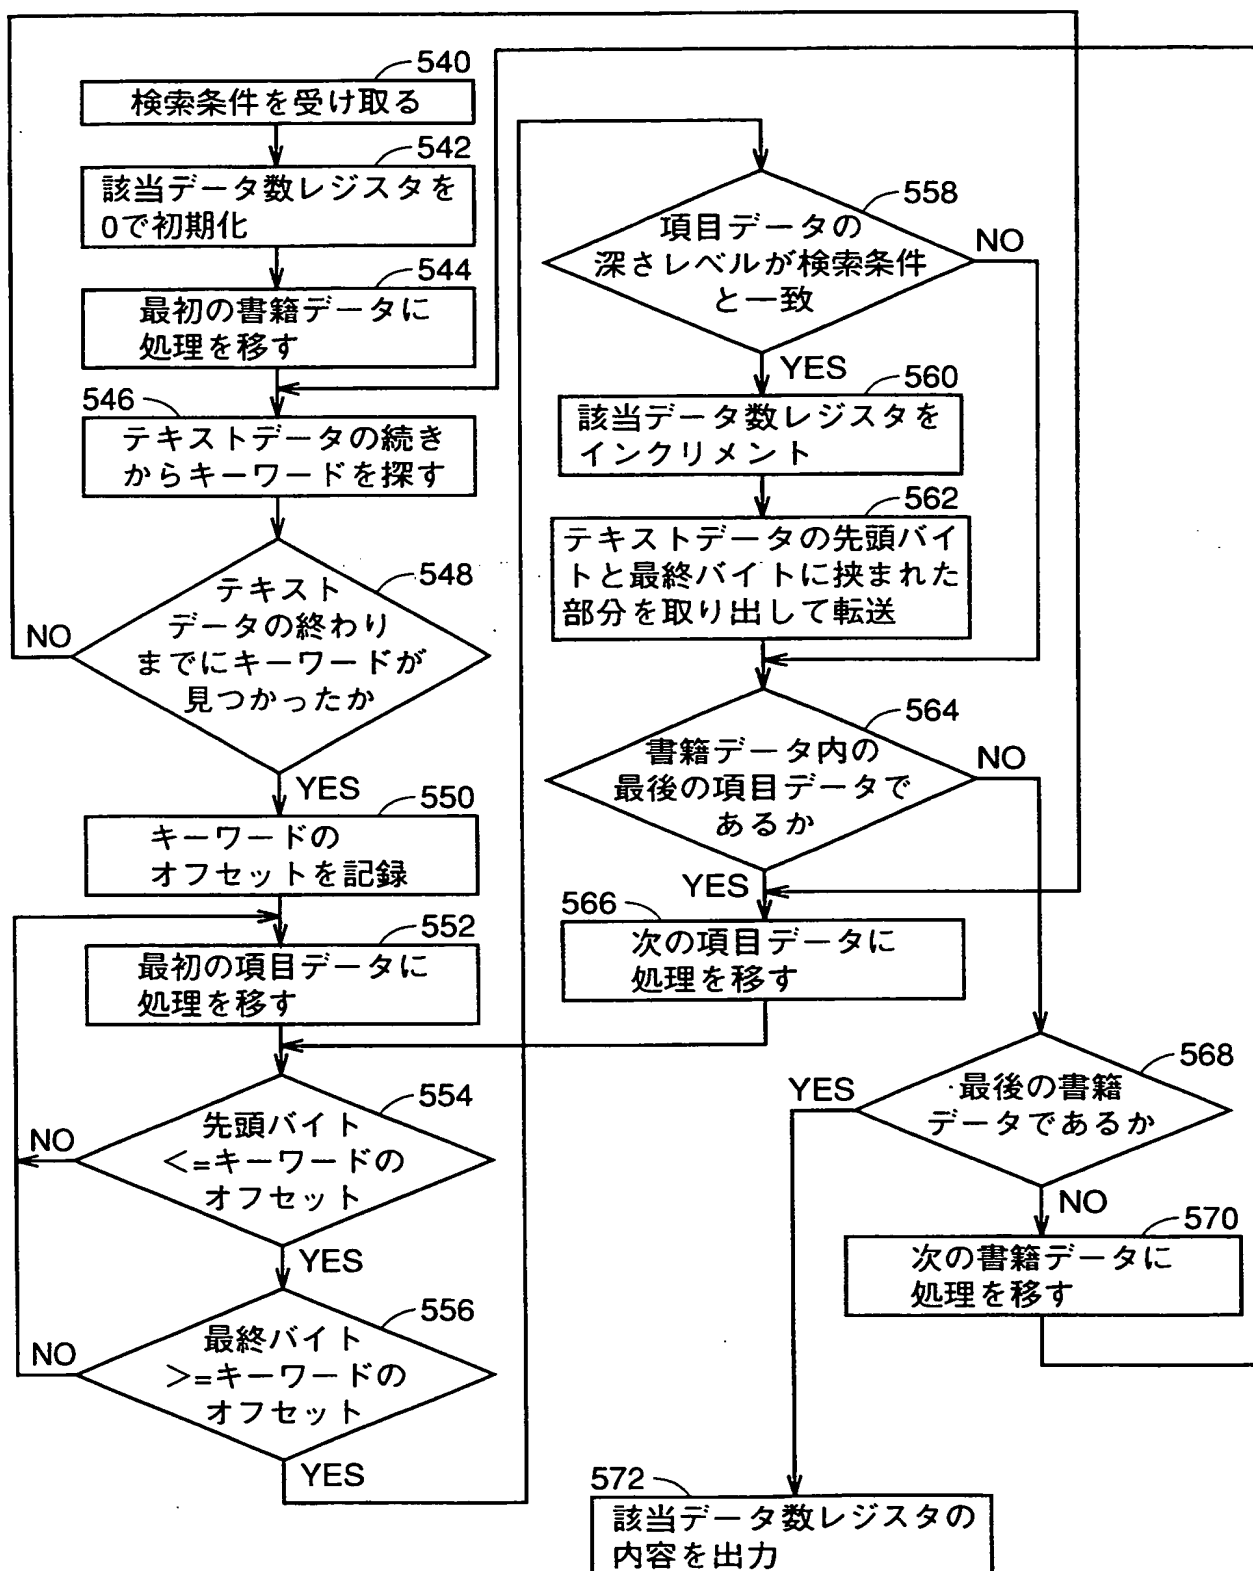 540
検索条件を受け取る
542
該当データ数レジスタを
0で初期化
544
最初の書籍データに
処理を移す
546
テキストデータの続き
からキーワードを探す
548
テキスト
データの終わり
までにキーワードが
見つかったか
NO
YES
550
キーワードの
オフセットを記録
552
最初の項目データに
処理を移す
554
先頭バイト
<=キーワードの
オフセット
NO
YES
556
最終バイト
>=キーワードの
オフセット
NO
YES
558
項目データの
深さレベルが検索条件
と一致
NO
YES
560
該当データ数レジスタを
インクリメント
562
テキストデータの先頭バイ
トと最終バイトに挟まれた
部分を取り出して転送
564
書籍データ内の
最後の項目データで
あるか
NO
YES
566
次の項目データに
処理を移す
568
最後の書籍
データであるか
YES
NO
570
次の書籍データに
処理を移す
572
該当データ数レジスタの
内容を出力